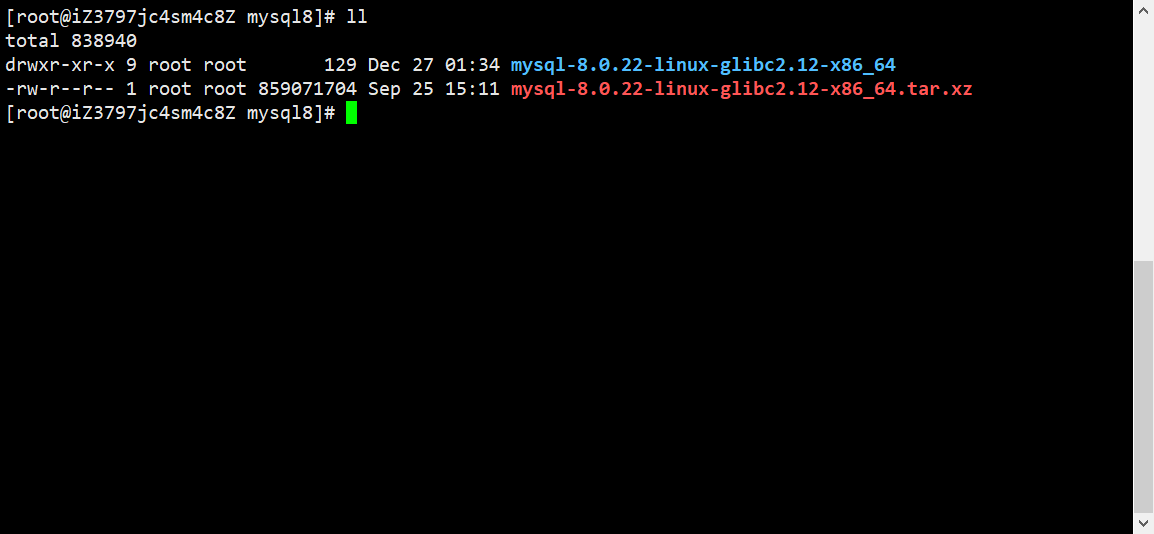 [root@iZ3797jc4sm4c8Z mysql8]# ll
total 838940
drwxr-xr-x 9 root root       129 Dec 27 01:34 mysql-8.0.22-linux-glibc2.12-x86_64
-rw-r--r-- 1 root root 859071704 Sep 25 15:11 mysql-8.0.22-linux-glibc2.12-x86_64.tar.xz
[root@iZ3797jc4sm4c8Z mysql8]#